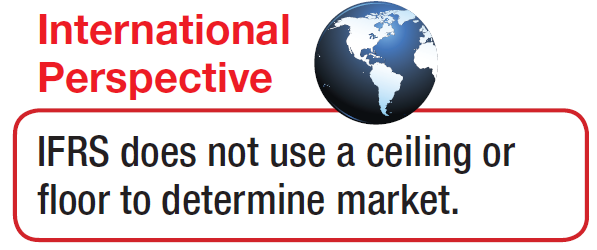 International
Perspective
IFRS does not use a ceiling or
floor to determine market.